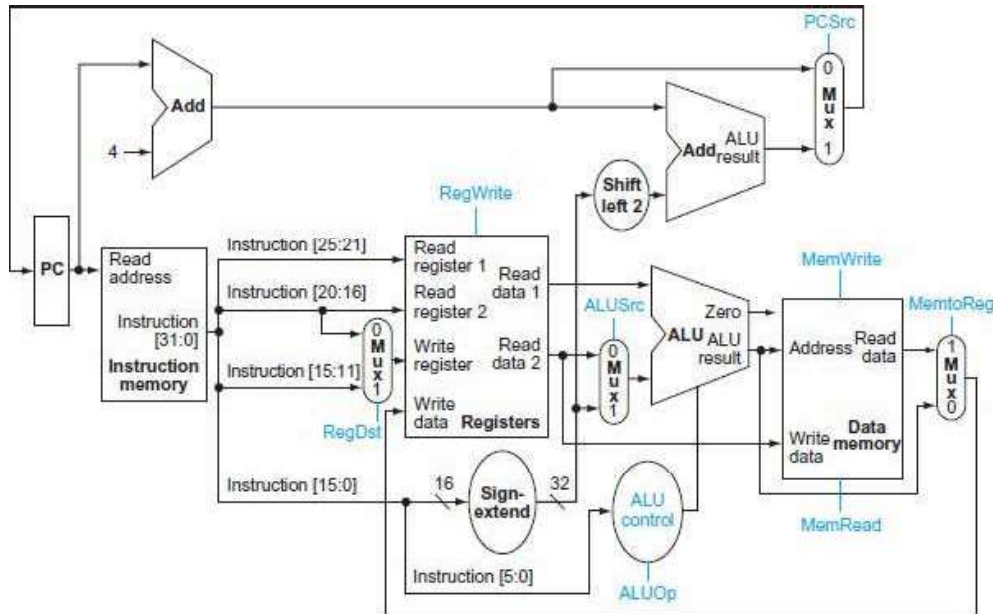 PCSrc
0
Mux
1
Add
4
Add
ALU
result
Shift
left 2
RegWrite
PC
Read
address
Instruction
[31:0]
Instruction
memory
Instruction [25:21]
Instruction [20:16]
Instruction [15:11]
Instruction [15:0]
Instruction [5:0]
0
Mux
1
RegDst
Read
register 1
Read
register 2
Write
register
Write
data
Read
data 1
Read
data 2
Registers
ALUSrc
0
Mux
1
Zero
ALU
ALU
result
MemWrite
Address
Read
data
Write
data
Data
memory
MemRead
MemtoReg
1
Mux
0
16
Sign-
extend
32
ALU
control
ALUOp